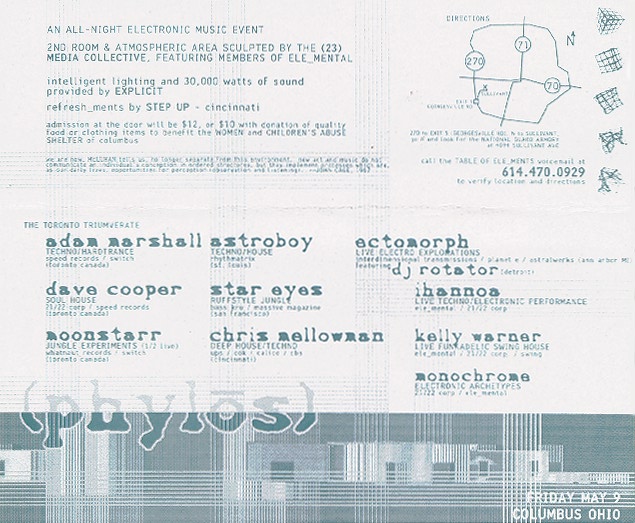 AN ALL-NIGHT ELECTRONIC MUSIC EVENT
2ND ROOM & ATMOSPHERIC AREA SCULPTED BY THE (23)
MEDIA COLLECTIVE, FEATURING MEMBERS OF ELE_MENTAL
intelligent lighting and 30,000 watts of sound
provided by EXPLICIT
refresh_ments by STEP UP - cincinnati
admission at the door will be $12, or $10 with donation of quality
food or clothing items to benefit the WOMEN and CHILDREN'S ABUSE
SHELTER of columbus
we are now, McLUHAN tells us, no longer separate from this environment. new art and music do not
communicate an individual's conception in ordered structures, but they implement processes which are,
as our daily lives, opportunities for perception (observation and listening). --JOHN CAGE, 1967
DIRECTIONS
N
71
270
70
SULLIVANT
EXIT 5
GEORGESVILLE RD.
270 to EXIT 5 (GEORGESVILLE RD. N to SULLIVANT,
go and look for the NATIONAL GUARD ARMORY
at SULLIVANT AVE
call the TABLE OF ELE_MENTS voicemail at
614.470.0929
to verify location and directions
THE TORONTO TRIUMVERATE
adam marshall
TECHNO/HARDTRANCE
speed records / switch
(toronto canada)
astroboy
TECHNO/HOUSE
rhythmatrix
(st. louis)
ectomorph
LIVE ELECTRO EXPLORATIONS
interdimensional transmissions / planet e / astralwerks (ann arbor MI)
featuring dj rotator (detroit)
dave cooper
SOUL HOUSE
21/22 corp / speed records
(toronto canada)
star eyes
RUFFSTYLE JUNGLE
bass kru / massive magazine
(san francisco)
ihannoa
LIVE TECHNO/ELECTRONIC PERFORMANCE
ele_mental / 21/22 corp
moonstarr
JUNGLE EXPERIMENTS (1/2 live)
whatnaut records / switch
(toronto canada)
chris mellowman
DEEP HOUSE/TECHNO
(cincinnati)
kelly warner
LIVE FUNKADELIC SWING HOUSE
ele_mental / 21/22 corp. / swing
monochrome
ELECTRONIC ARCHETYPES
21/22 corp / ele_mental
(phylös)
FRIDAY MAY 9
COLUMBUS OHIO